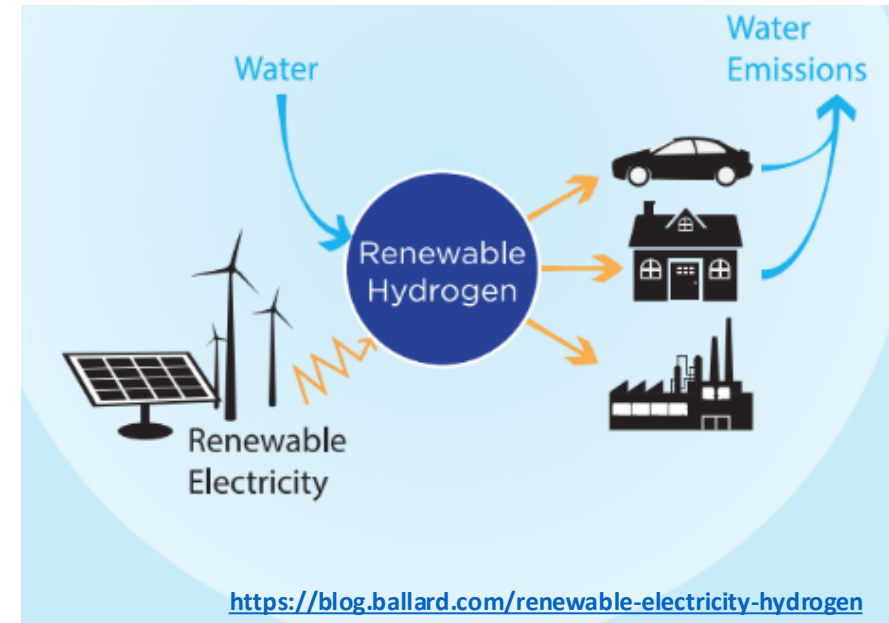 Water
Emissions
Water
Renewable
Hydrogen
Renewable
Electricity
https://blog.ballard.com/renewable-electricity-hydrogen